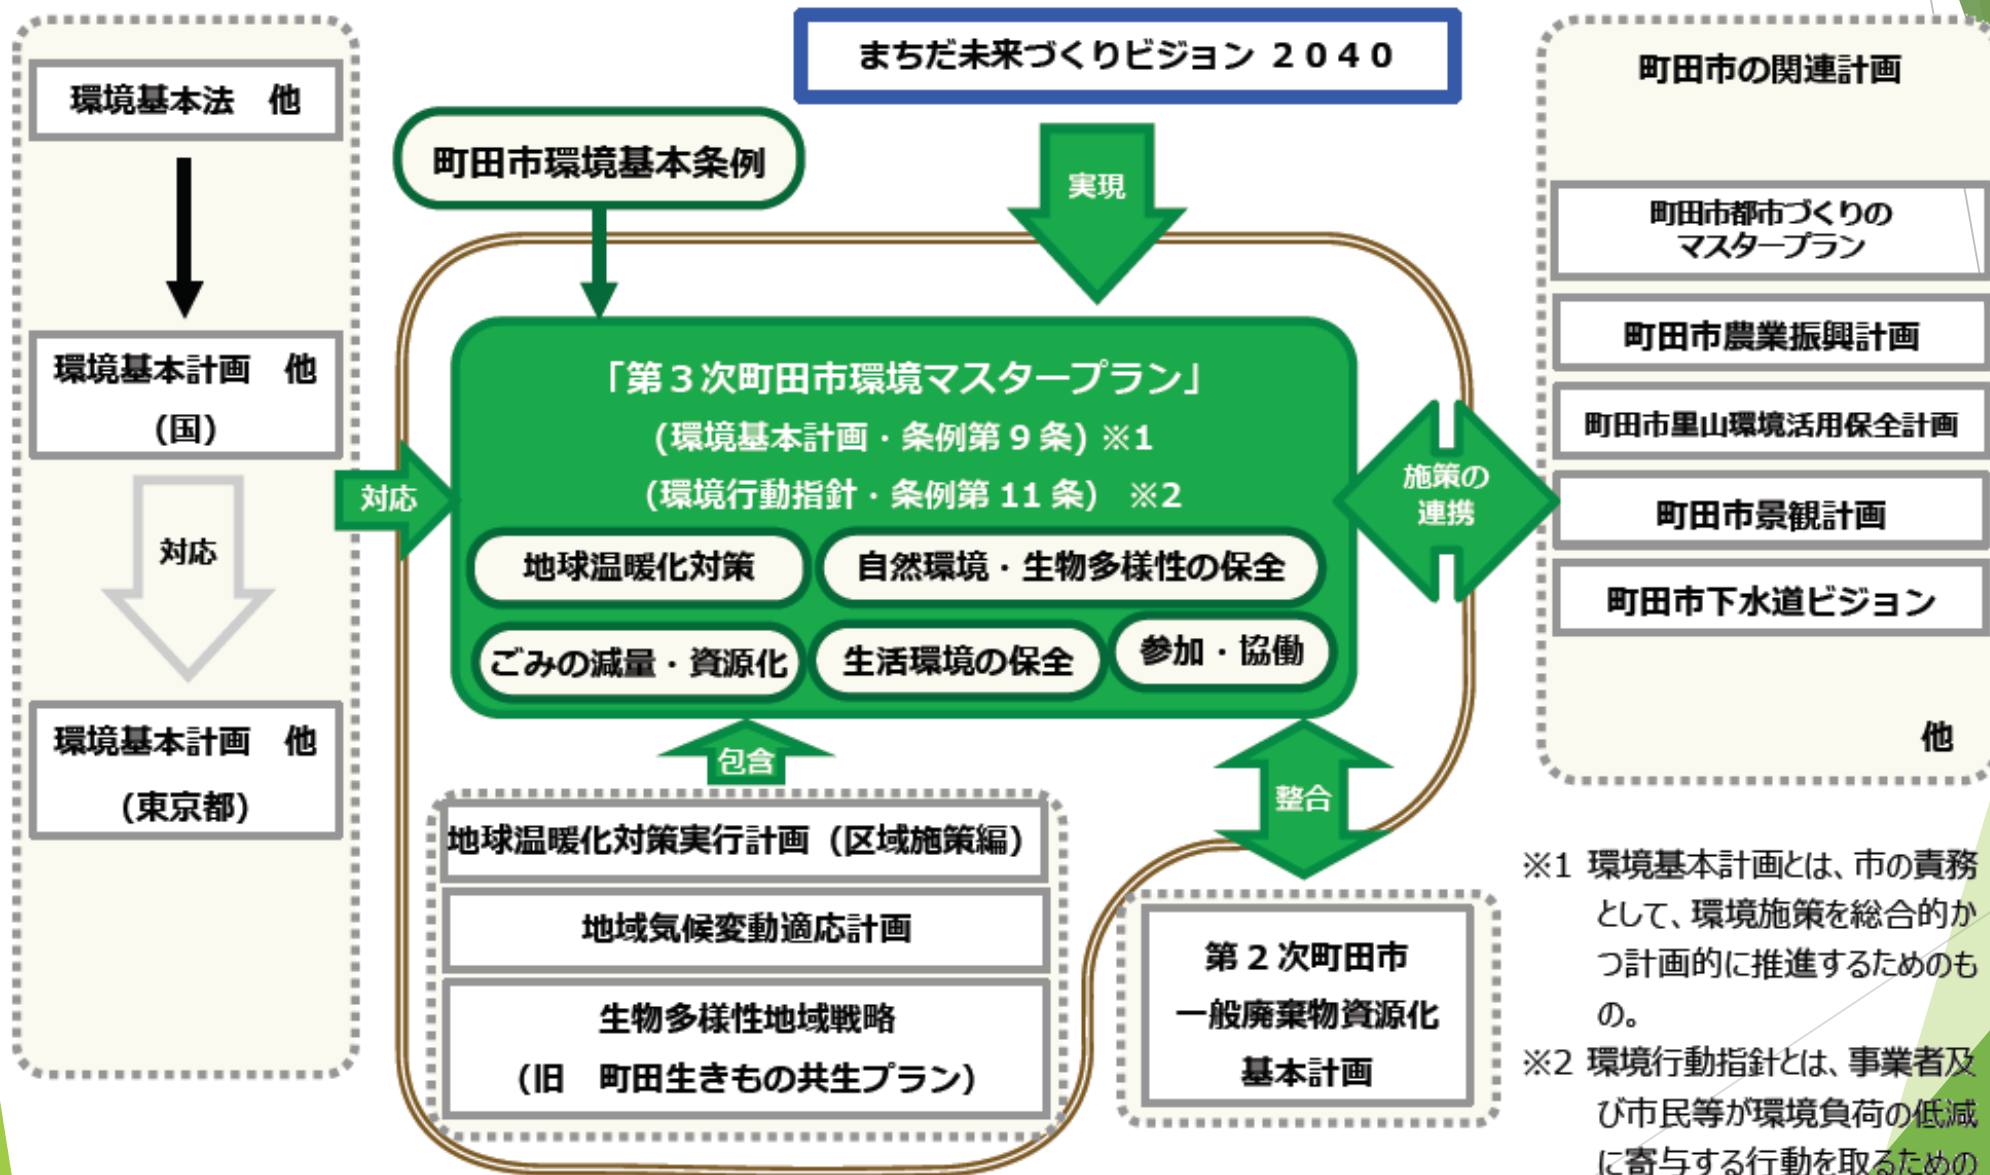 環境基本法　他
環境基本計画　他
（国）
対応
環境基本計画　他
（東京都）
まちだ未来づくりビジョン ２０４０
町田市環境基本条例
実現
対応
「第３次町田市環境マスタープラン」
（環境基本計画・条例第 9 条）※1
（環境行動指針・条例第 11 条）　※2
地球温暖化対策
自然環境・生物多様性の保全
ごみの減量・資源化
生活環境の保全
参加・協働
包含
地球温暖化対策実行計画（区域施策編）
地域気候変動適応計画
生物多様性地域戦略
（旧　町田生きもの共生プラン）
整合
第 2 次町田市
一般廃棄物資源化
基本計画
施策の
連携
町田市の関連計画
町田市都市づくりの
マスタープラン
町田市農業振興計画
町田市里山環境活用保全計画
町田市景観計画
町田市下水道ビジョン
他
※1 環境基本計画とは、市の責務
として、環境施策を総合的か
つ計画的に推進するためのも
の。
※2 環境行動指針とは、事業者及
び市民等が環境負荷の低減
に寄与する行動を取るための